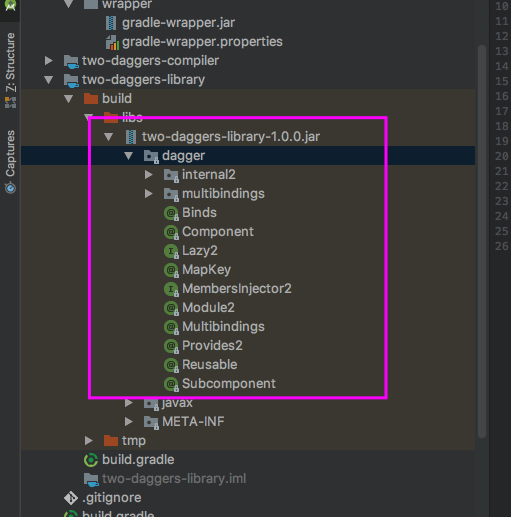 wrapper
gradle-wrapper.jar
gradle-wrapper.properties
two-daggers-compiler
two-daggers-library
build
libs
two-daggers-library-1.0.0.jar
dagger
internal2
multibindings
Binds
Component
Lazy2
MapKey
MembersInjector2
Module2
Multibindings
Provides2
Reusable
Subcomponent
javax
META-INF
tmp
build.gradle
two-daggers-library.iml
.gitignore
build.gradle
Z: Structure
Captures
10
11
12
13
14
15
16
17
18
19
20
21
22
23
24
25
26